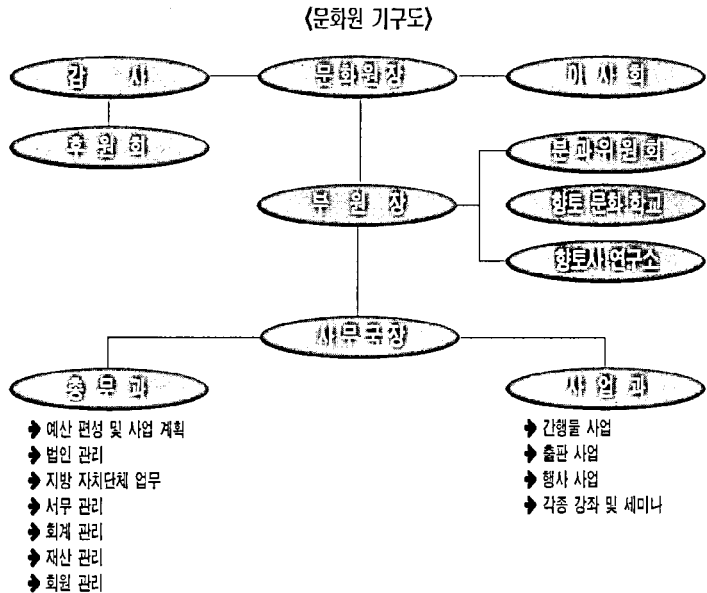 《문화원 기구도》
감 사
문화원장
이 사 회
후 원 회
분과위원회
부 원 장
향토 문화 학교
향토사 연구소
사무국장
총 무 과
사 업 과
➔ 예산 편성 및 사업 계획
➔ 법인 관리
➔ 지방 자치단체 업무
➔ 서무 관리
➔ 회계 관리
➔ 재산 관리
➔ 회원 관리
➔ 간행물 사업
➔ 출판 사업
➔ 행사 사업
➔ 각종 강좌 및 세미나